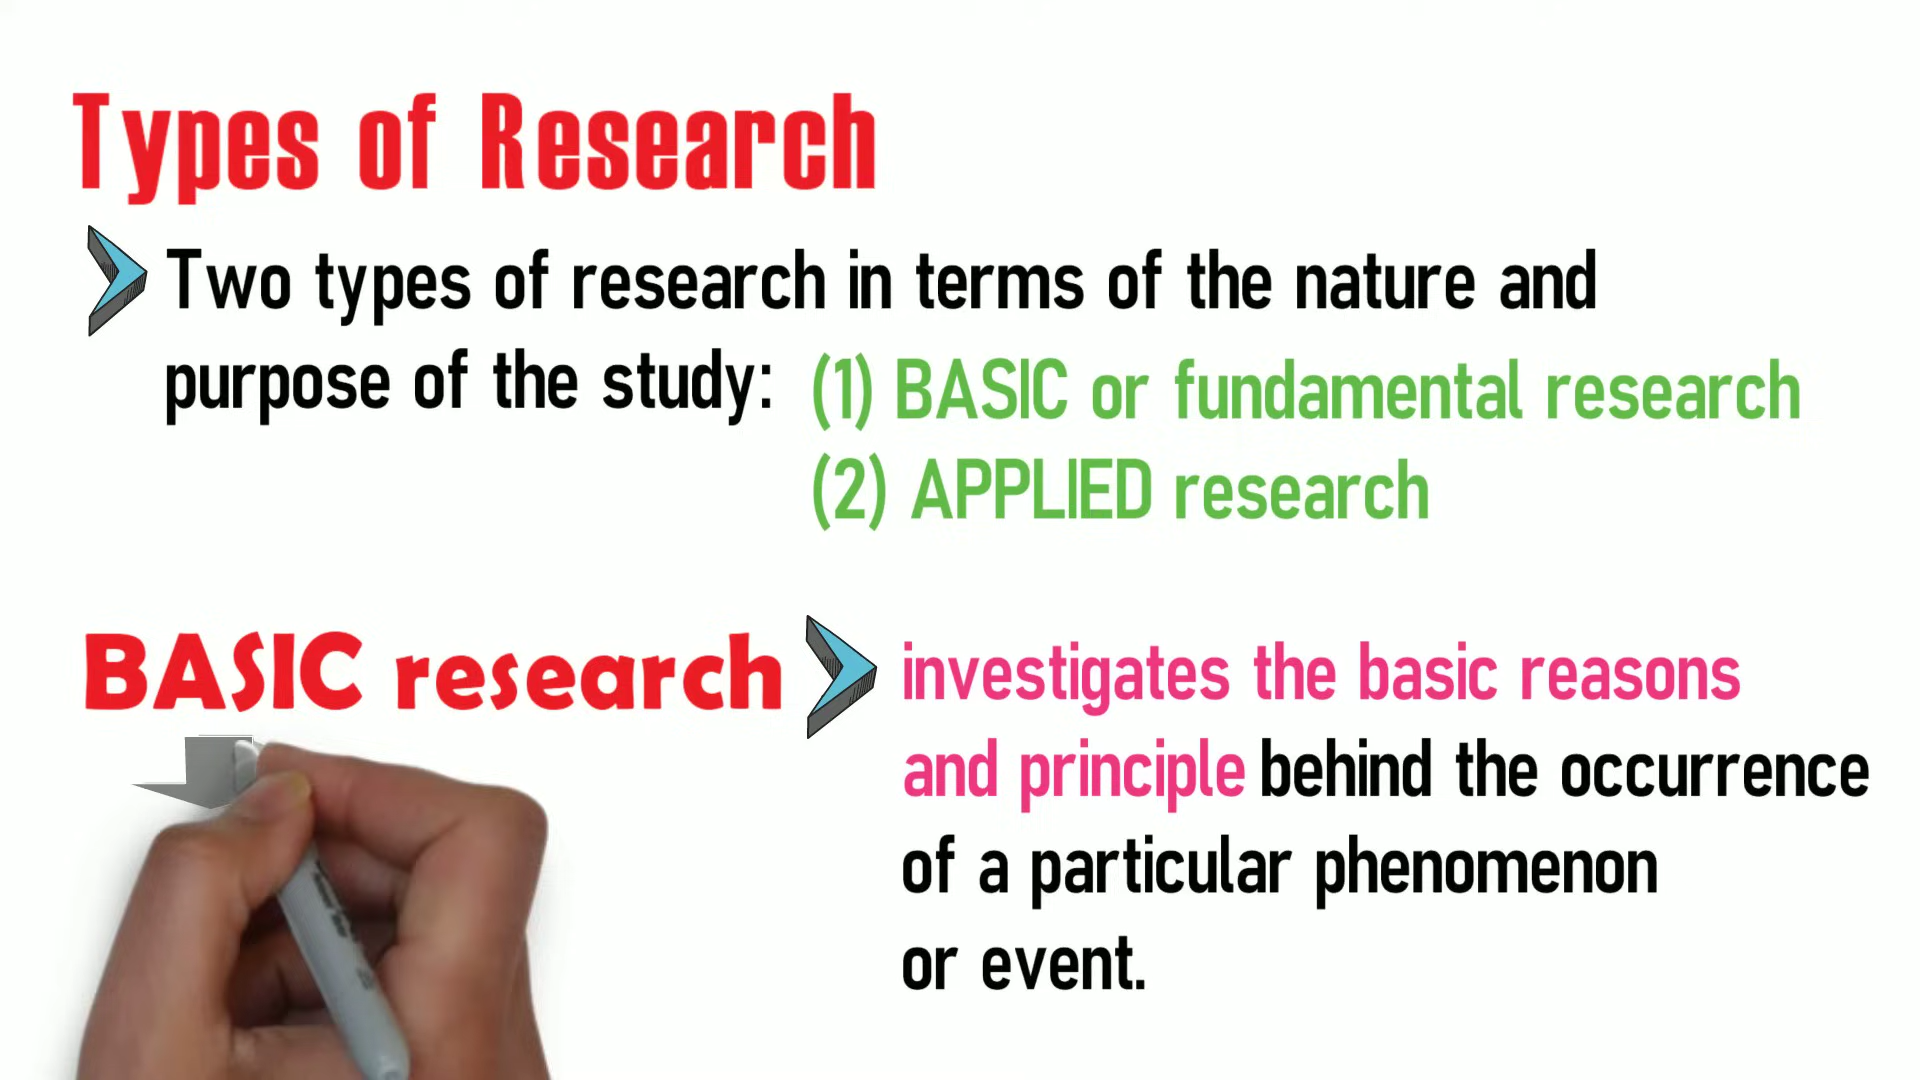 Types of Research
Two types of research in terms of the nature and
purpose of the study: (1) BASIC or fundamental research
(2) APPLIED research
BASIC research
investigates the basic reasons
and principle behind the occurrence
of a particular phenomenon
or event.